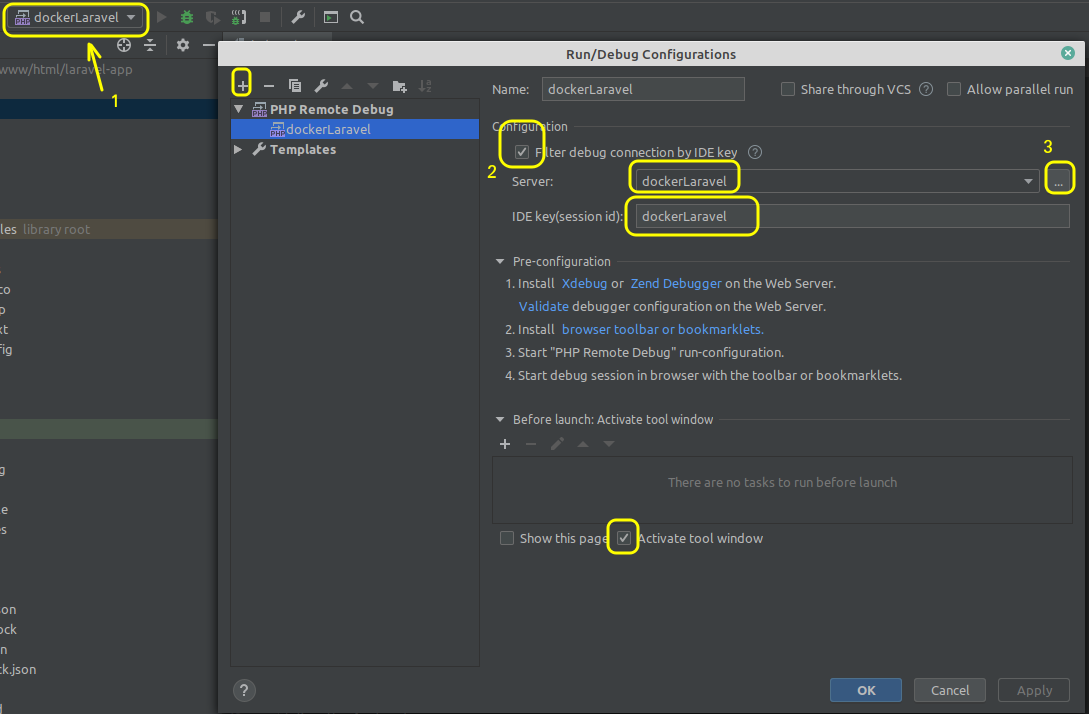 dockerLaravel
www/html/laravel-app
1
Run/Debug Configurations
PHP Remote Debug
dockerLaravel
Templates
Name: dockerLaravel
Share through VCS
Allow parallel run
Configuration
Filter debug connection by IDE key
2
3
Server: dockerLaravel ...
IDE key(session id): dockerLaravel
Pre-configuration
1. Install Xdebug or Zend Debugger on the Web Server.
Validate debugger configuration on the Web Server.
2. Install browser toolbar or bookmarklets.
3. Start "PHP Remote Debug" run-configuration.
4. Start debug session in browser with the toolbar or bookmarklets.
Before launch: Activate tool window
There are no tasks to run before launch
Show this page
Activate tool window
OK
Cancel
Apply
les library root
co
p
xt
fig
g
e
es
son
ock
n
ck.json